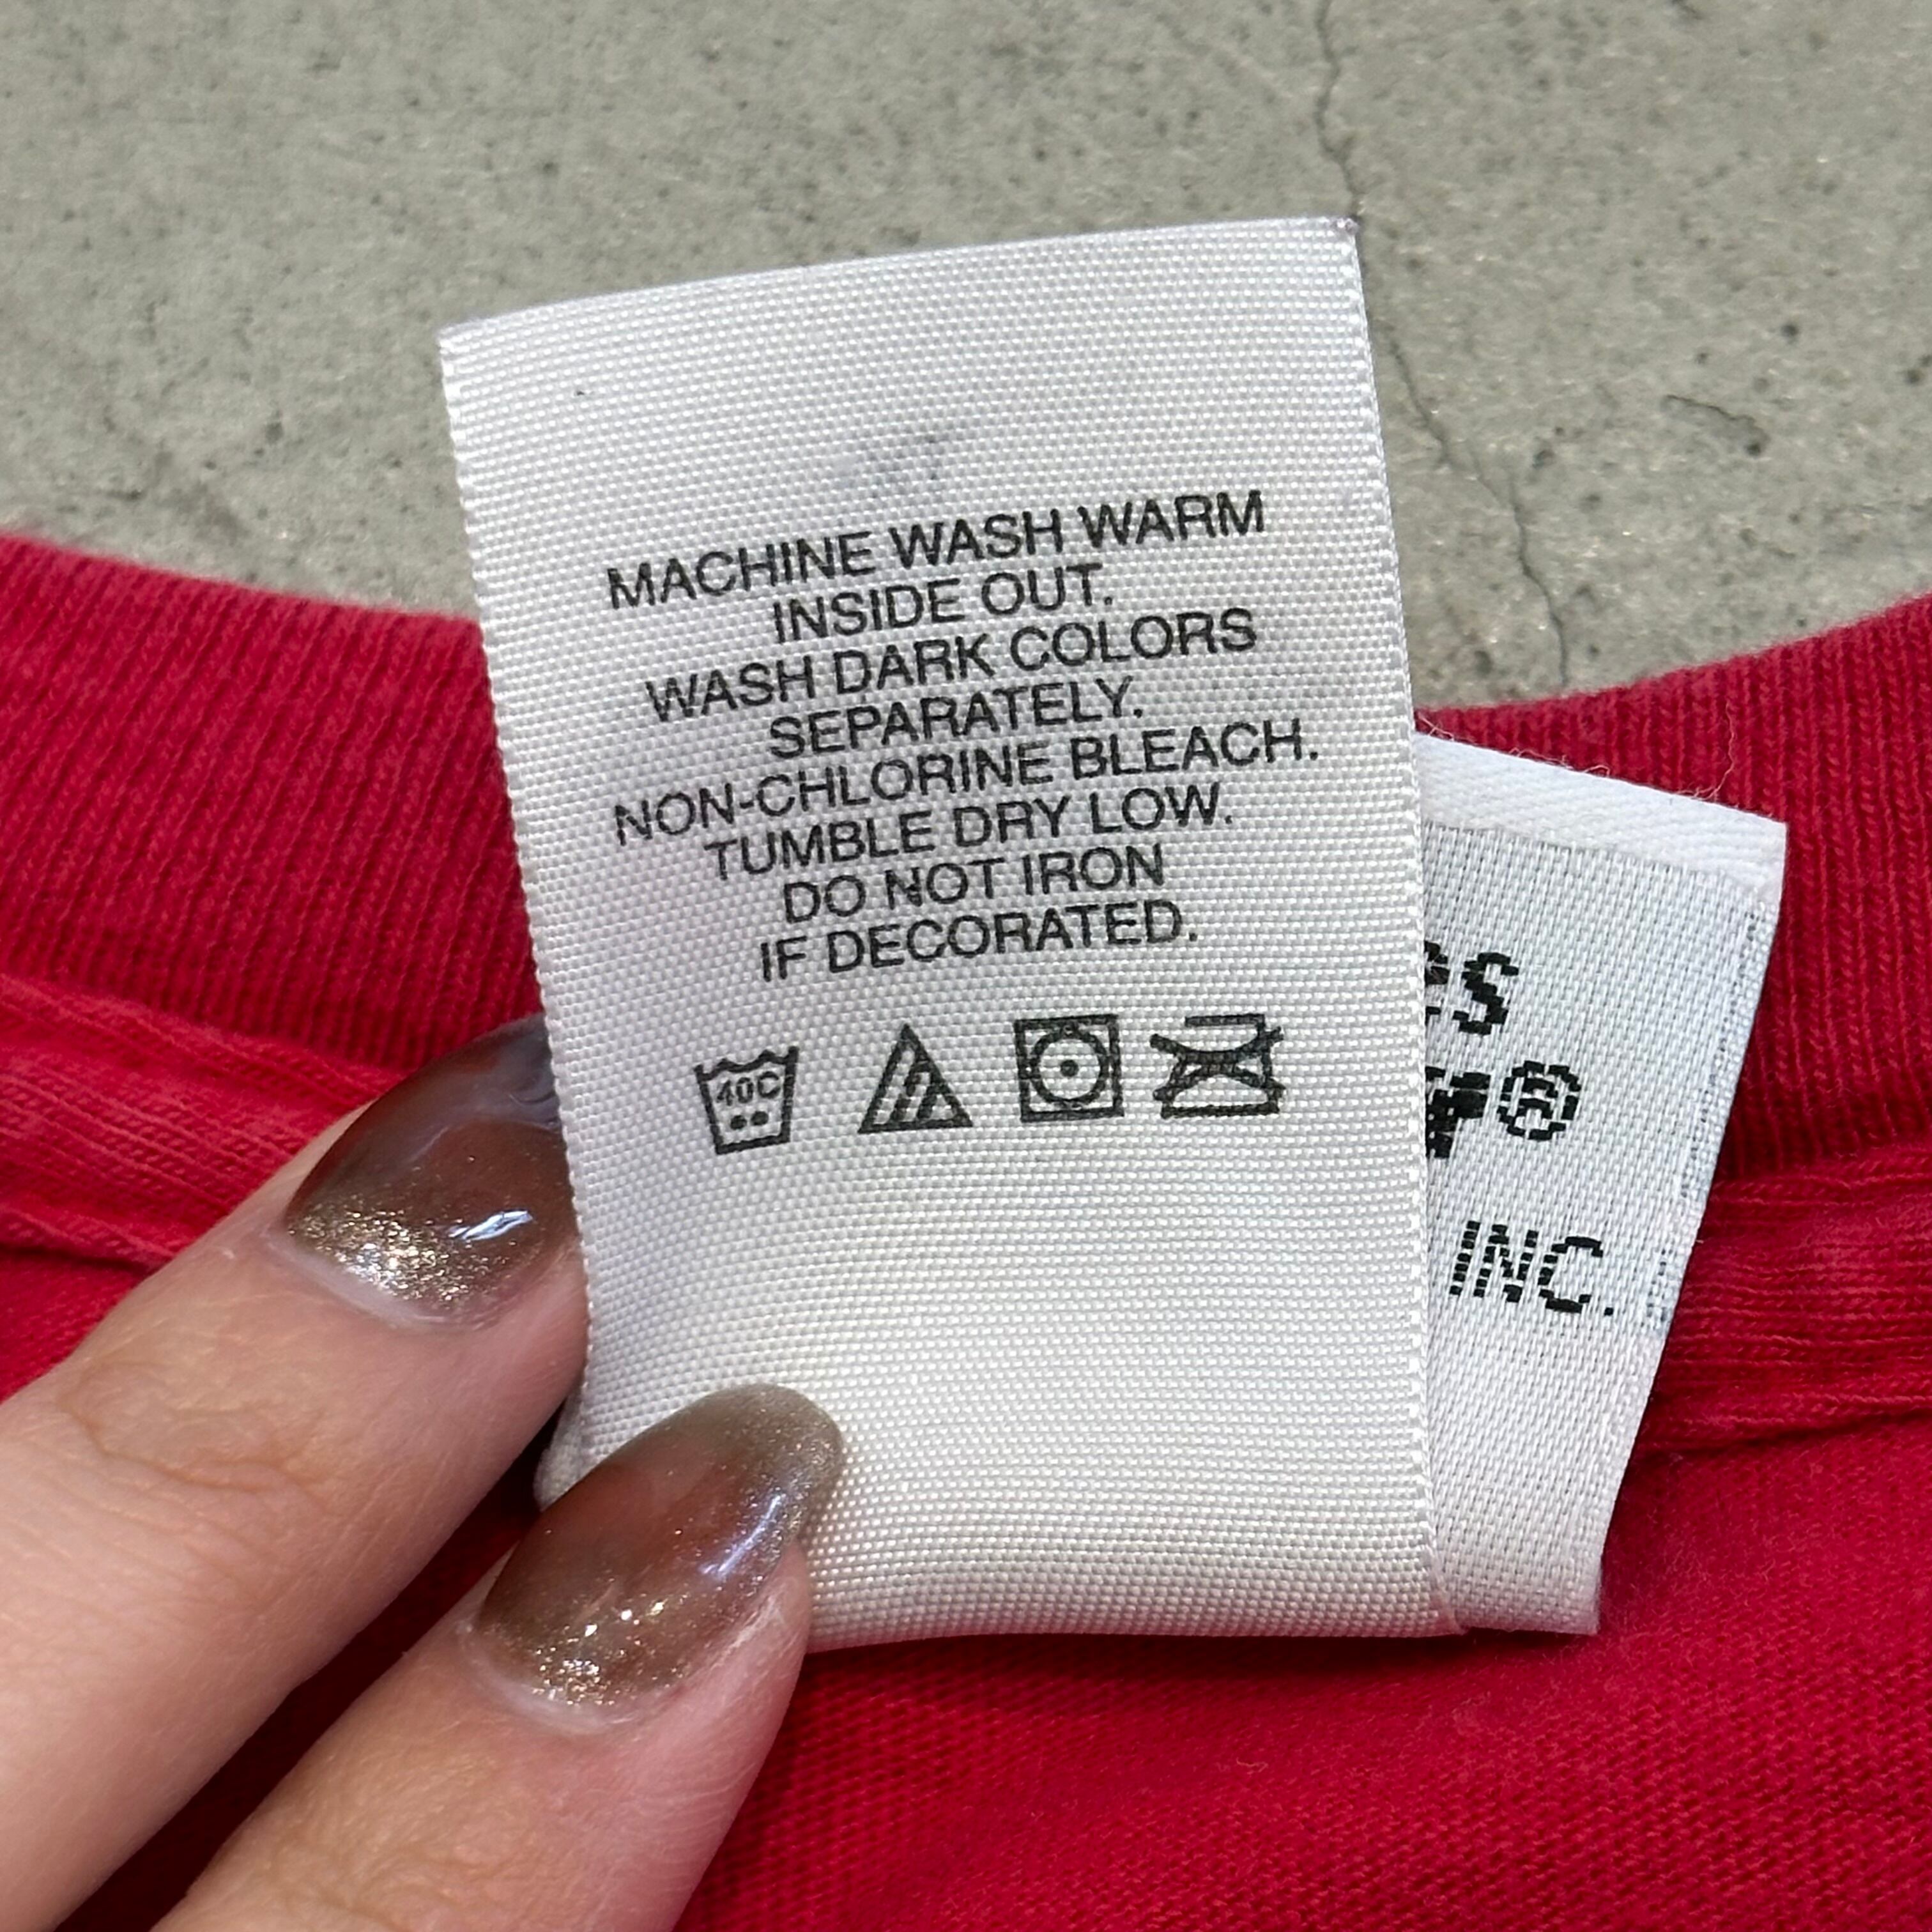 MACHINE WASH WARM
INSIDE OUT.
WASH DARK COLORS
SEPARATELY.
NON-CHLORINE BLEACH.
TUMBLE DRY LOW.
DO NOT IRON
IF DECORATED.
40C
®
INC.